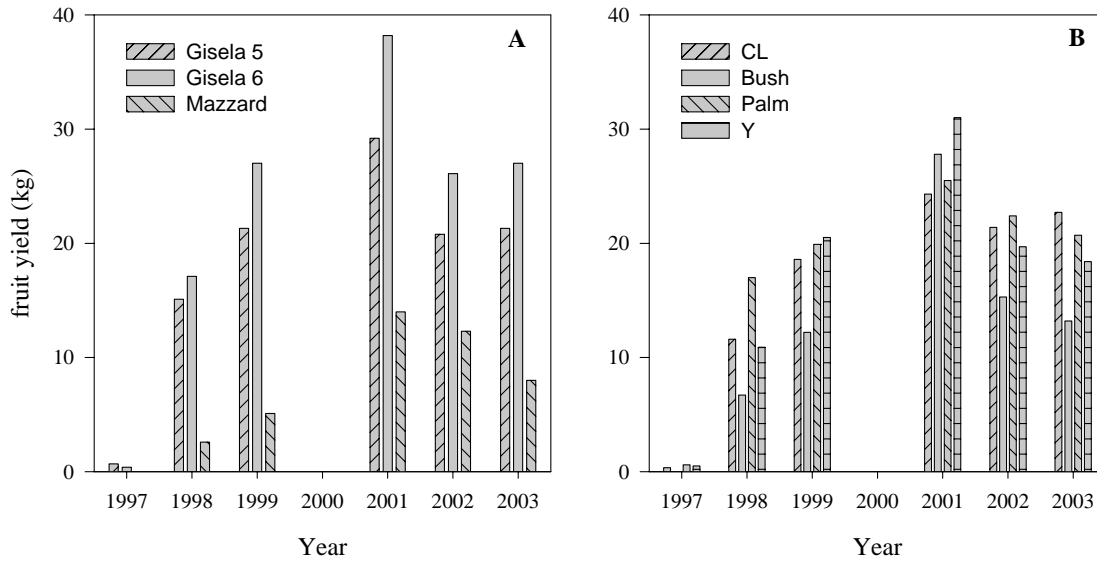 A
Gisela 5
Gisela 6
Mazzard
fruit yield (kg)
40
30
20
10
0
1997 1998 1999 2000 2001 2002 2003
Year
B
CL
Bush
Palm
Y
40
30
20
10
0
1997 1998 1999 2000 2001 2002 2003
Year